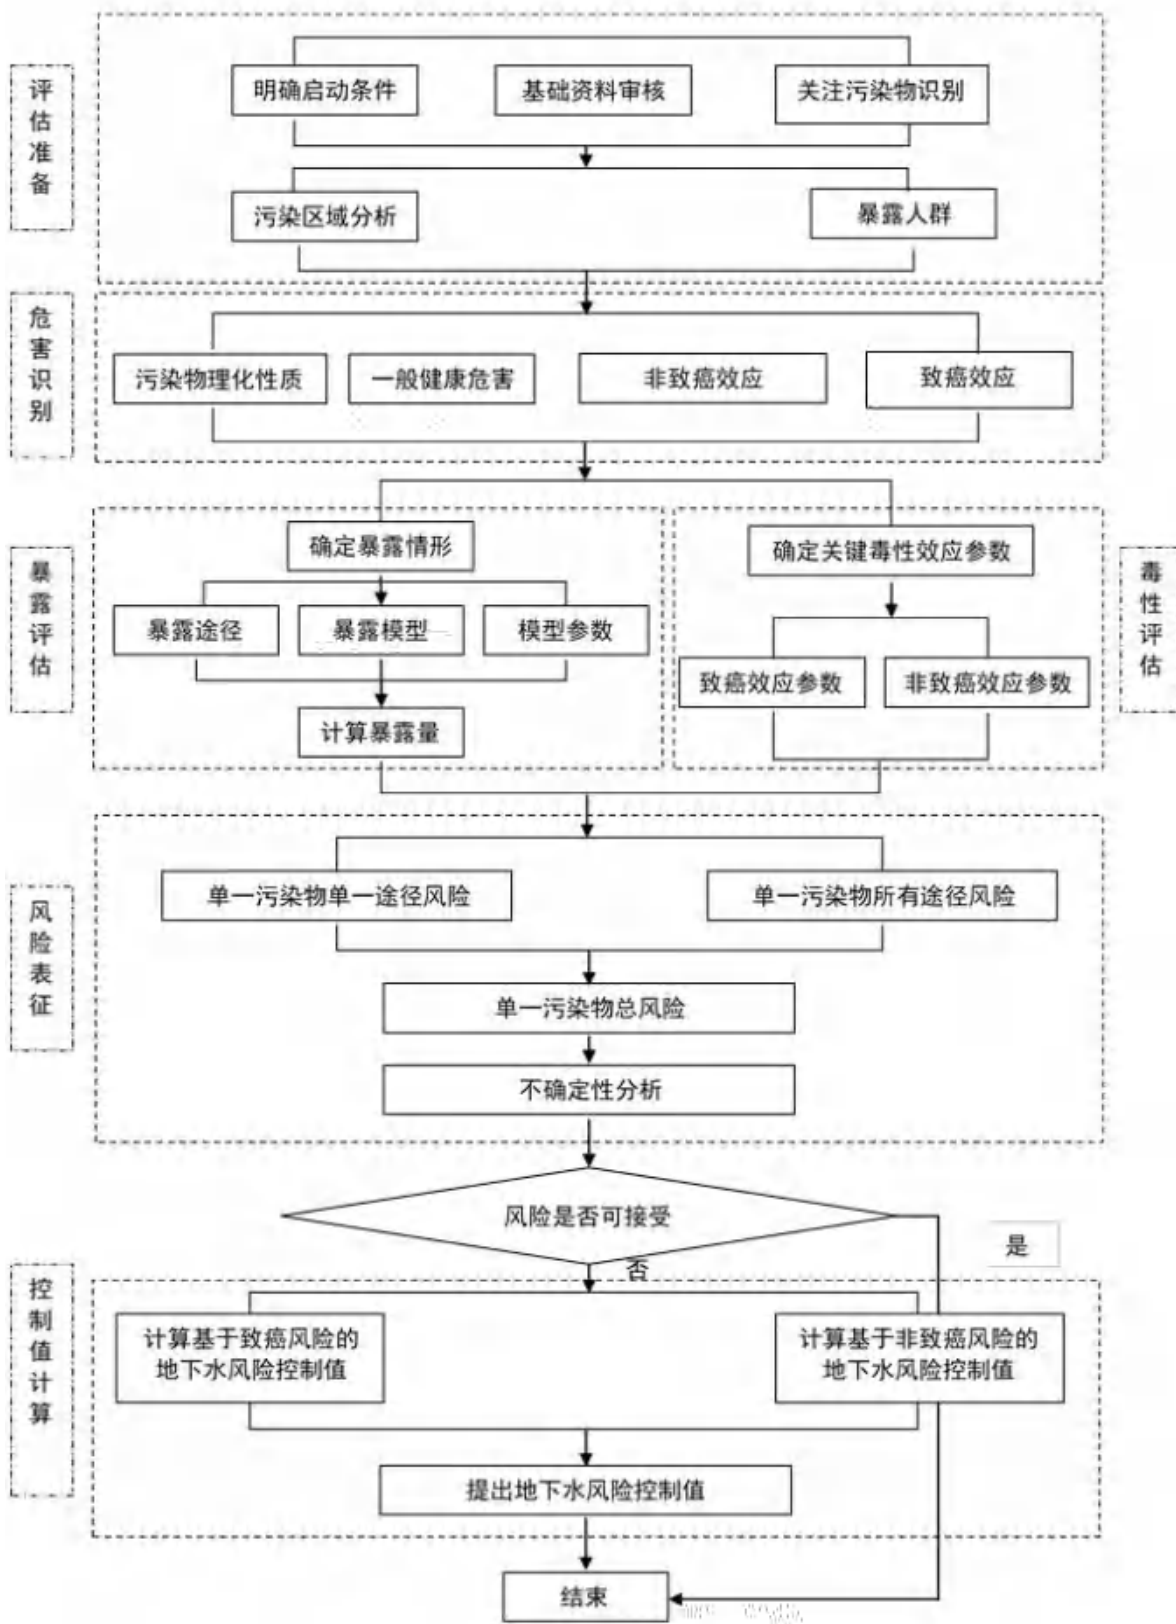 评估准备
明确启动条件
基础资料审核
关注污染物识别
污染区域分析
暴露人群
危害识别
污染物理化性质
一般健康危害
非致癌效应
致癌效应
暴露评估
确定暴露情形
暴露途径
暴露模型
模型参数
计算暴露量
确定关键毒性效应参数
致癌效应参数
非致癌效应参数
毒性评估
风险表征
单一污染物单一途径风险
单一污染物所有途径风险
单一污染物总风险
不确定性分析
风险是否可接受
是
否
控制值计算
计算基于致癌风险的
地下水风险控制值
计算基于非致癌风险的
地下水风险控制值
提出地下水风险控制值
结束